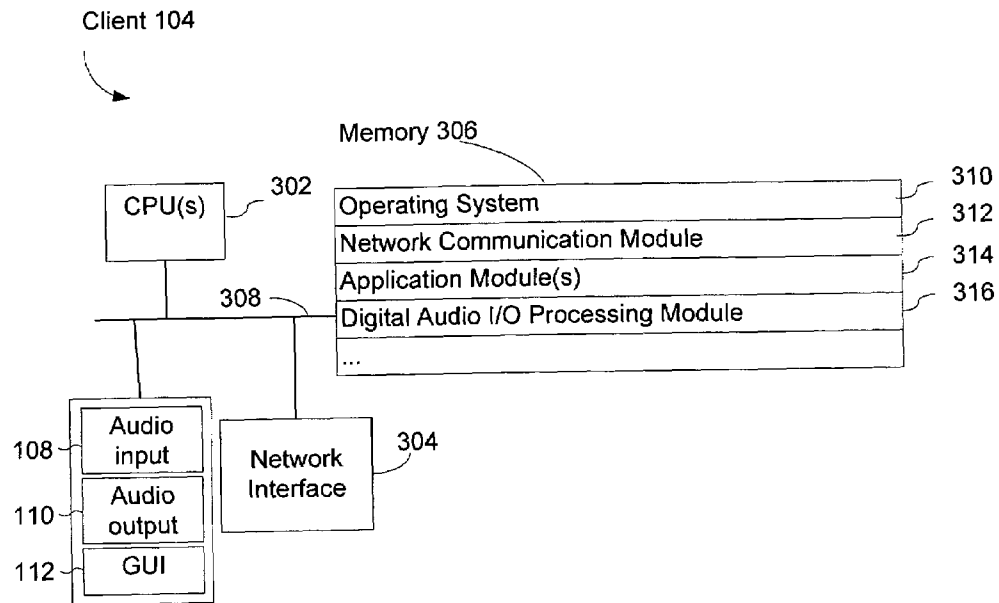 Client 104
Memory 306
CPU(s)
302
Operating System
310
Network Communication Module
312
Application Module(s)
314
308
Digital Audio I/O Processing Module
316
...
108
Audio
input
110
Audio
output
112
GUI
Network
Interface
304